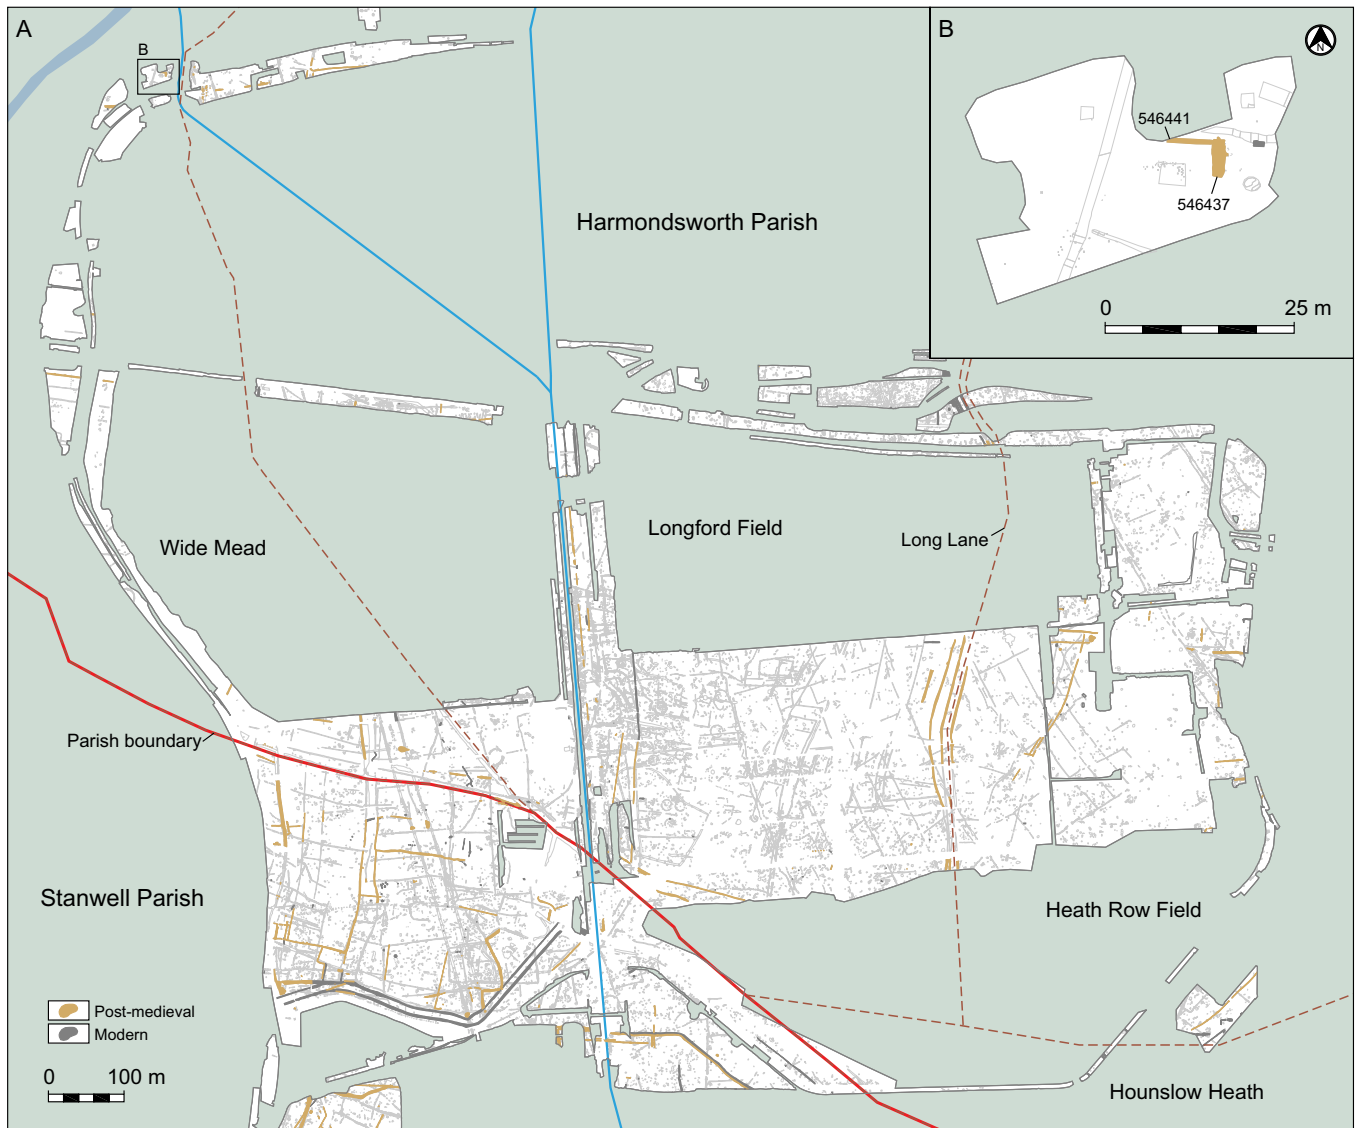 A
B
B
N
546441
546437
0 25 m
Harmondsworth Parish
Longford Field
Wide Mead
Long Lane
Parish boundary
Stanwell Parish
Heath Row Field
Post-medieval
Modern
0 100 m
Hounslow Heath